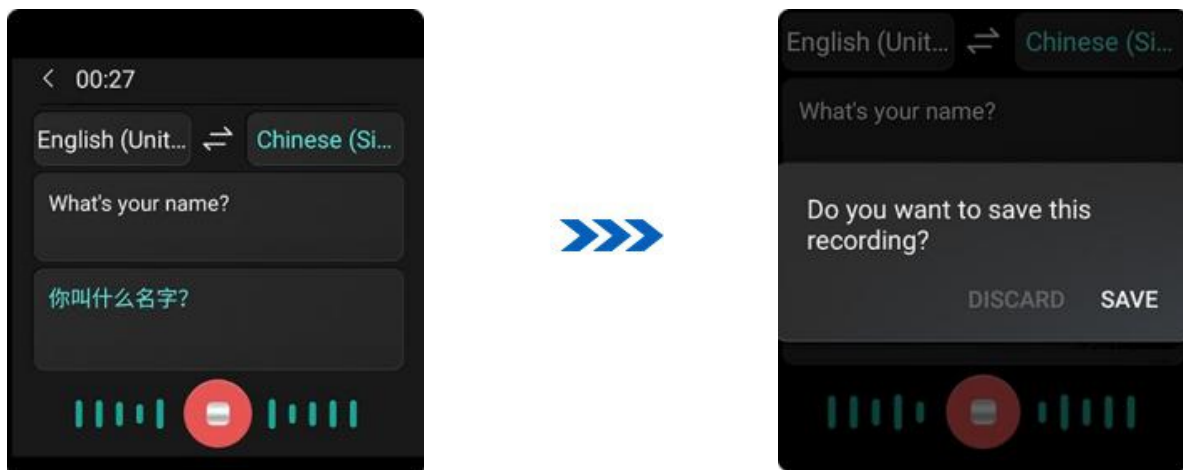 00:27
English (Unit...
Chinese (Si...
What's your name?
你叫什么名字?
English (Unit...
Chinese (Si...
What's your name?
Do you want to save this
recording?
DISCARD
SAVE